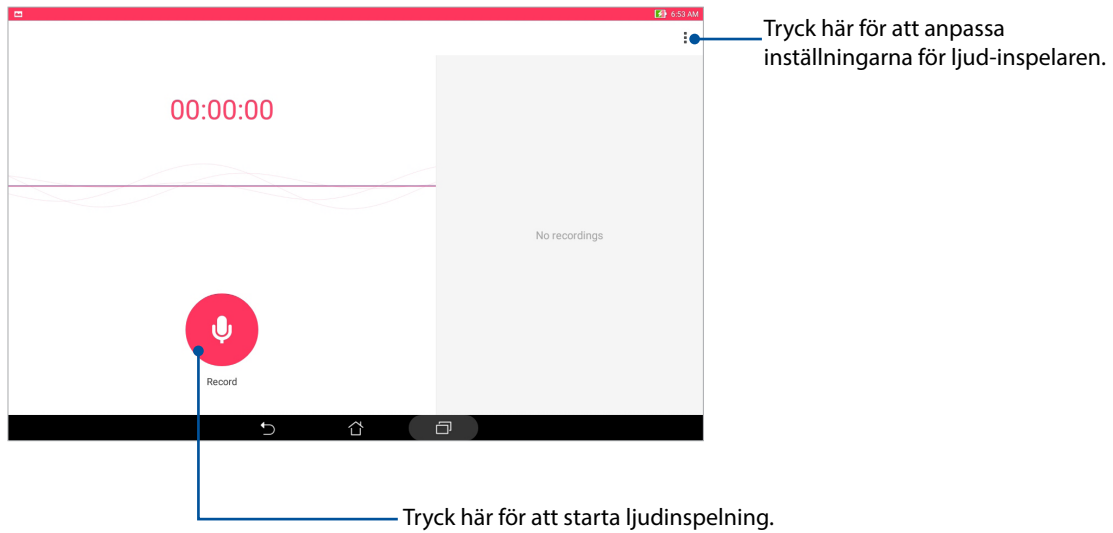 6:53 AM
Tryck här för att anpassa
inställningarna för ljud-inspelaren.
00:00:00
No recordings
Record
Tryck här för att starta ljudinspelning.